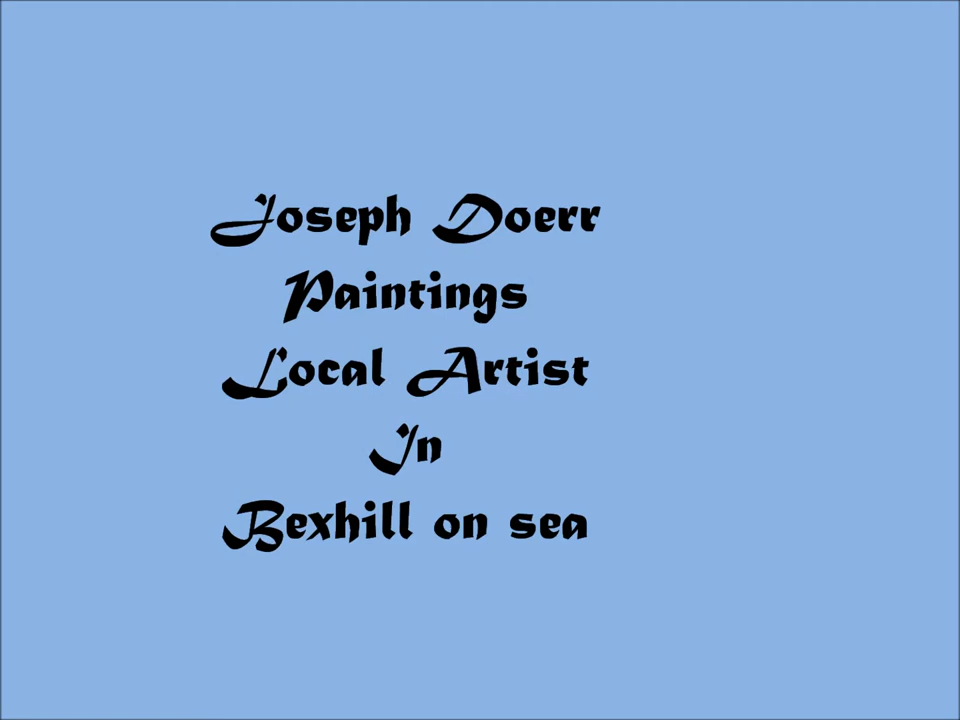 Joseph Doerr
Paintings
Local Artist
In
Bexhill on sea